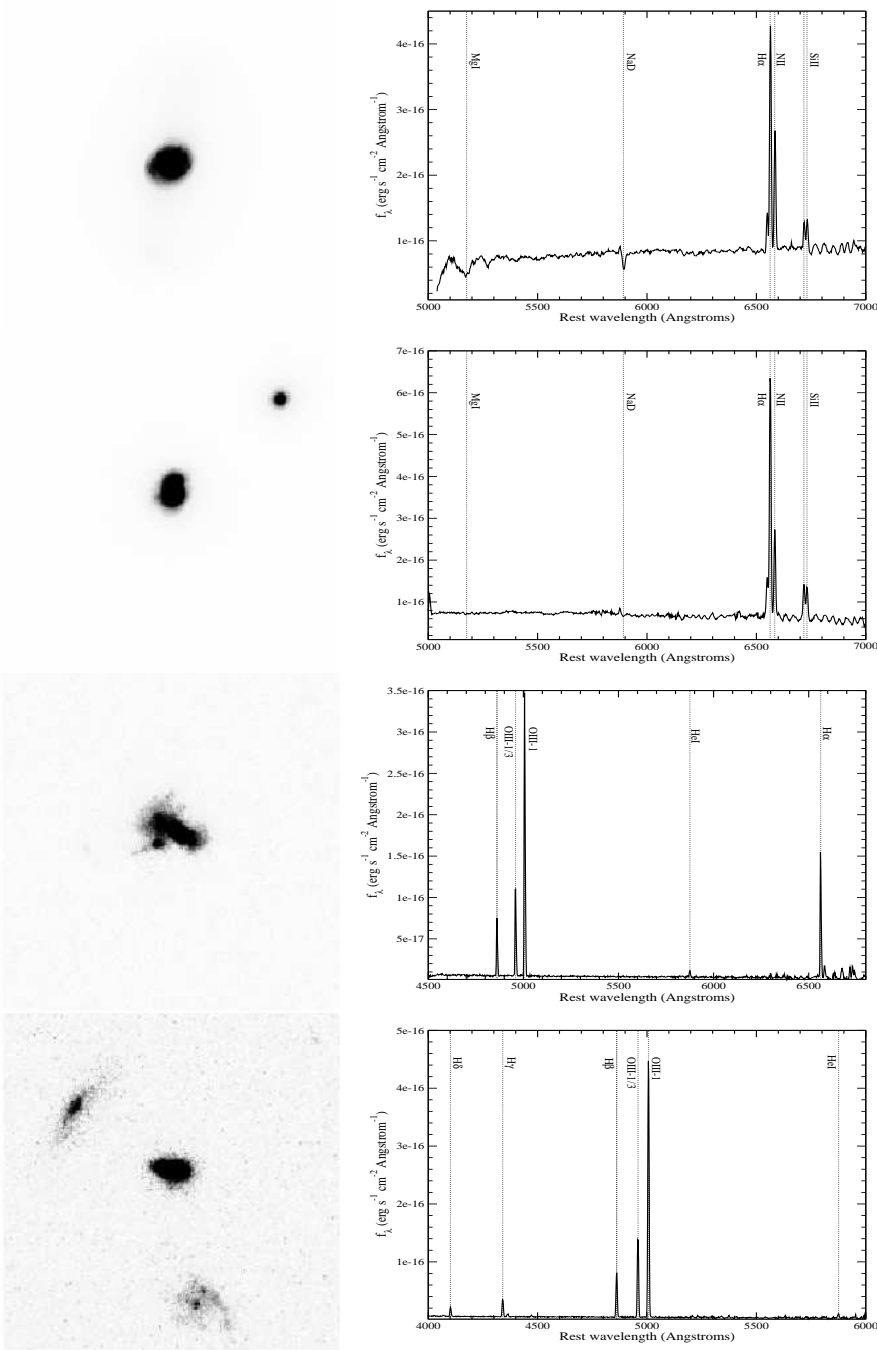 4e-16
3e-16
2e-16
1e-16
f_λ (erg s^-1 cm^-2 Angstrom^-1)
MgI
NaD
Hα
NII
SiII
5000 5500 6000 6500 7000
Rest wavelength (Angstroms)
7e-16
6e-16
5e-16
4e-16
3e-16
2e-16
1e-16
f_λ (erg s^-1 cm^-2 Angstrom^-1)
MgI
NaD
Hα
NII
SiII
5000 5500 6000 6500 7000
Rest wavelength (Angstroms)
3.5e-16
3e-16
2.5e-16
2e-16
1.5e-16
1e-16
5e-17
f_λ (erg s^-1 cm^-2 Angstrom^-1)
Hβ
OIII-1/3
OIII-1
HeI
Hα
4500 5000 5500 6000 6500
Rest wavelength (Angstroms)
5e-16
4e-16
3e-16
2e-16
1e-16
f_λ (erg s^-1 cm^-2 Angstrom^-1)
Hδ
Hγ
Hβ
OIII-1/3
OIII-1
HeI
4000 4500 5000 5500 6000
Rest wavelength (Angstroms)